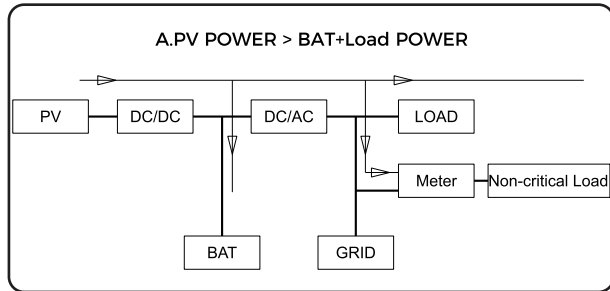 A.PV POWER > BAT+Load POWER
PV
DC/DC
DC/AC
LOAD
Meter
Non-critical Load
BAT
GRID